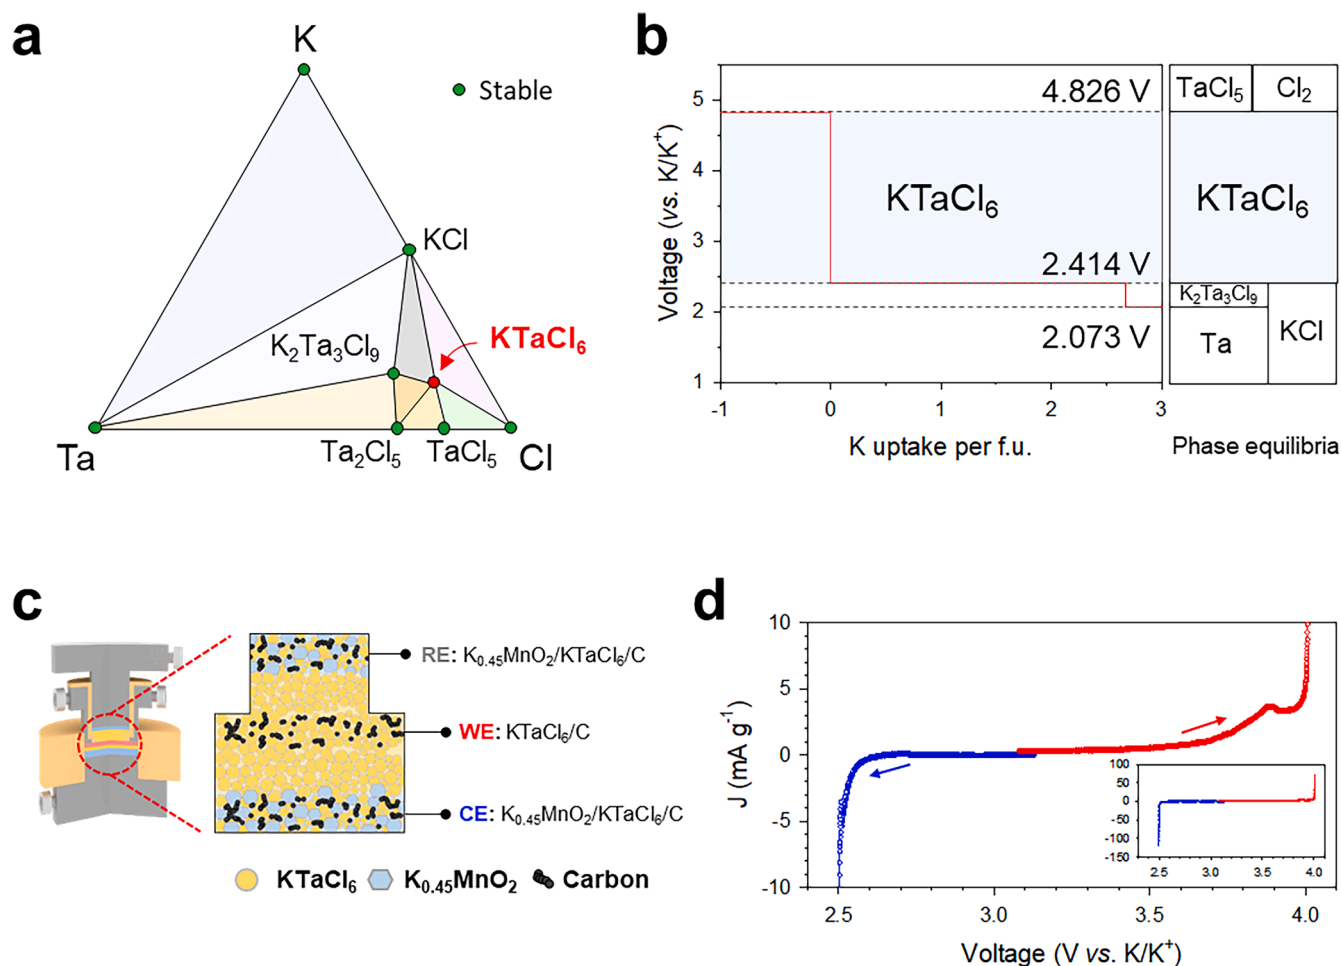 a
K
Stable
KCl
K2Ta3Cl9
KTaCl6
Ta
Ta2Cl5
TaCl5
Cl
b
Voltage (vs. K/K+)
5
4
3
2
1
4.826 V
KTaCl6
2.414 V
2.073 V
-1 0 1 2 3
K uptake per f.u.
TaCl5 Cl2
KTaCl6
K2Ta3Cl9
Ta
KCl
Phase equilibria
c
RE: K0.45MnO2/KTaCl6/C
WE: KTaCl6/C
CE: K0.45MnO2/KTaCl6/C
KTaCl6 K0.45MnO2 Carbon
d
J (mA g-1)
10
5
0
-5
-10
2.5 3.0 3.5 4.0
Voltage (V vs. K/K+)
100
50
0
-50
-100
-150
2.5 3.0 3.5 4.0